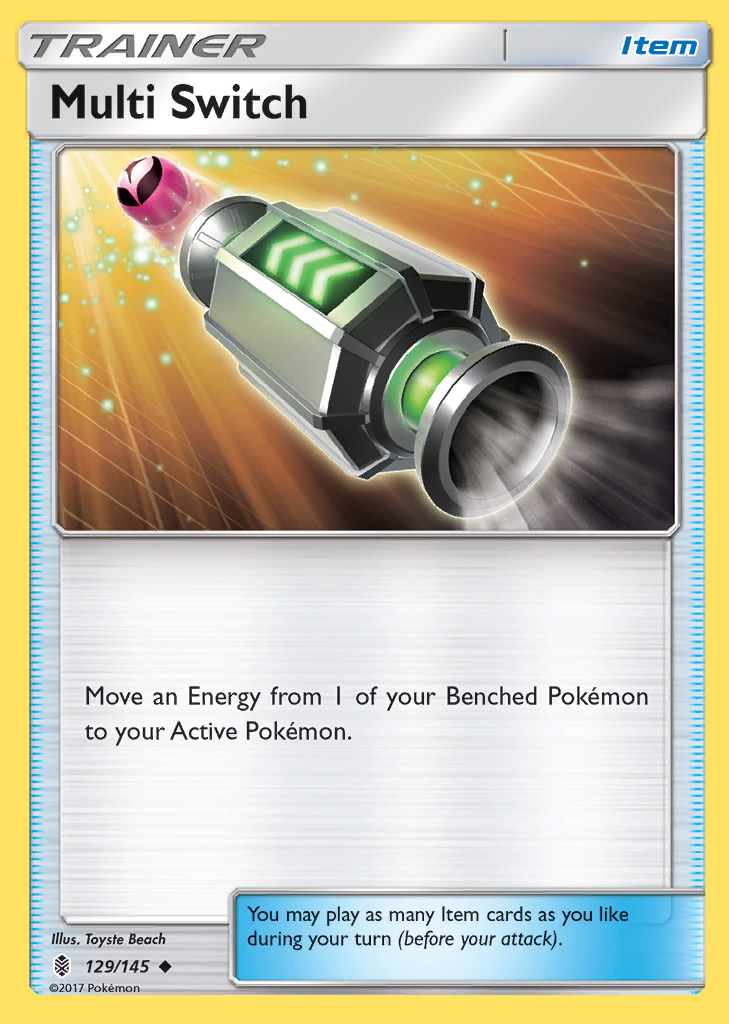 TRAINER
Item
Multi Switch
Move an Energy from 1 of your Benched Pokémon
to your Active Pokémon.
You may play as many Item cards as you like
during your turn (before your attack).
Illus. Toyste Beach
129/145 ◆
©2017 Pokémon